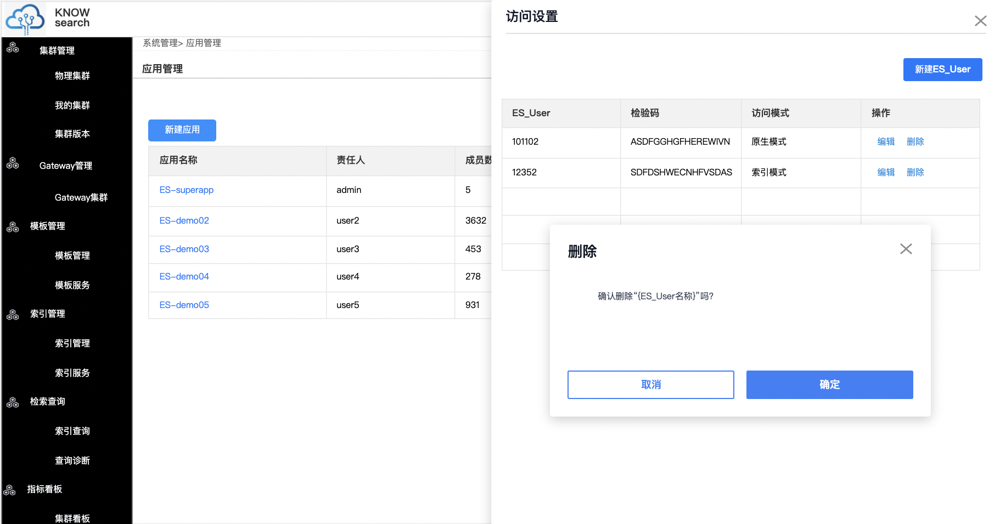 KNOW
search
集群管理
物理集群
我的集群
集群版本
Gateway管理
Gateway集群
模板管理
模板管理
模板服务
索引管理
索引管理
索引服务
检索查询
索引查询
查询诊断
指标看板
集群看板
系统管理> 应用管理
应用管理
新建应用
应用名称 责任人 成员数
ES-superapp admin 5
ES-demo02 user2 3632
ES-demo03 user3 453
ES-demo04 user4 278
ES-demo05 user5 931
访问设置
新建ES_User
ES_User 检验码 访问模式 操作
101102 ASDFGGHGFHEREWIVN 原生模式 编辑 删除
12352 SDFDSHWECNHFVSDAS 索引模式 编辑 删除
删除
确认删除“{ES_User名称}”吗?
取消 确定